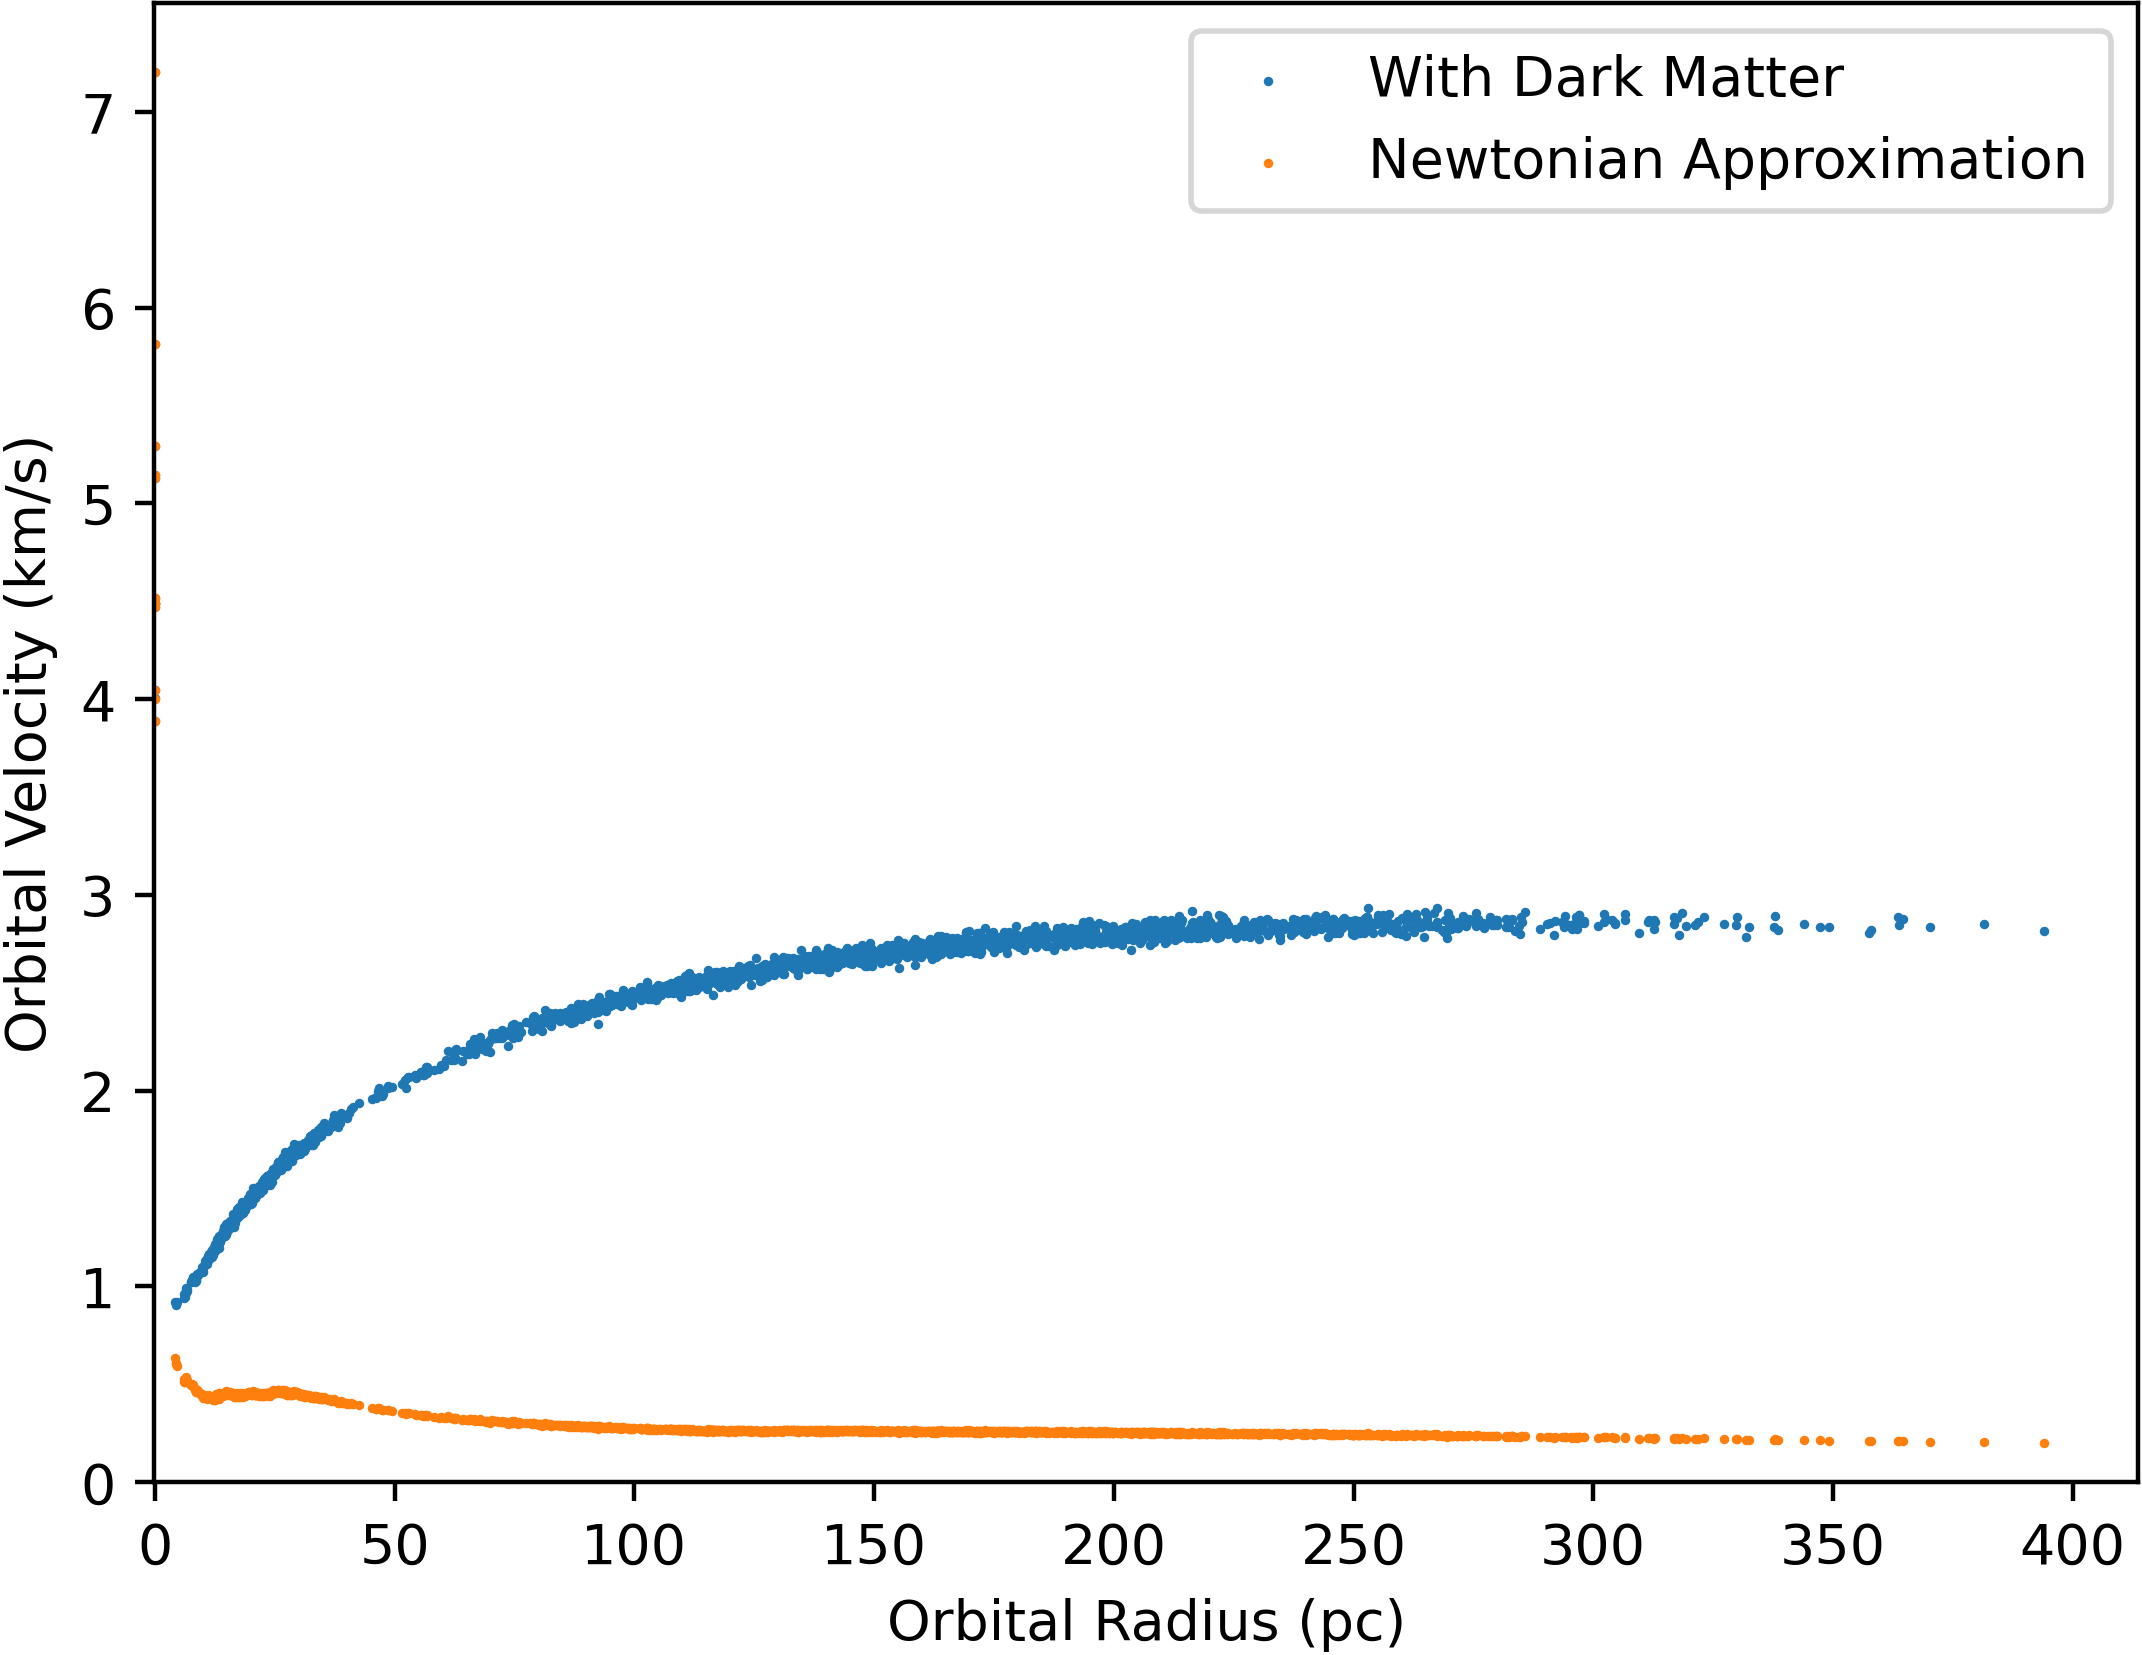 With Dark Matter
Newtonian Approximation
7
6
5
4
3
2
1
0
Orbital Velocity (km/s)
0 50 100 150 200 250 300 350 400
Orbital Radius (pc)